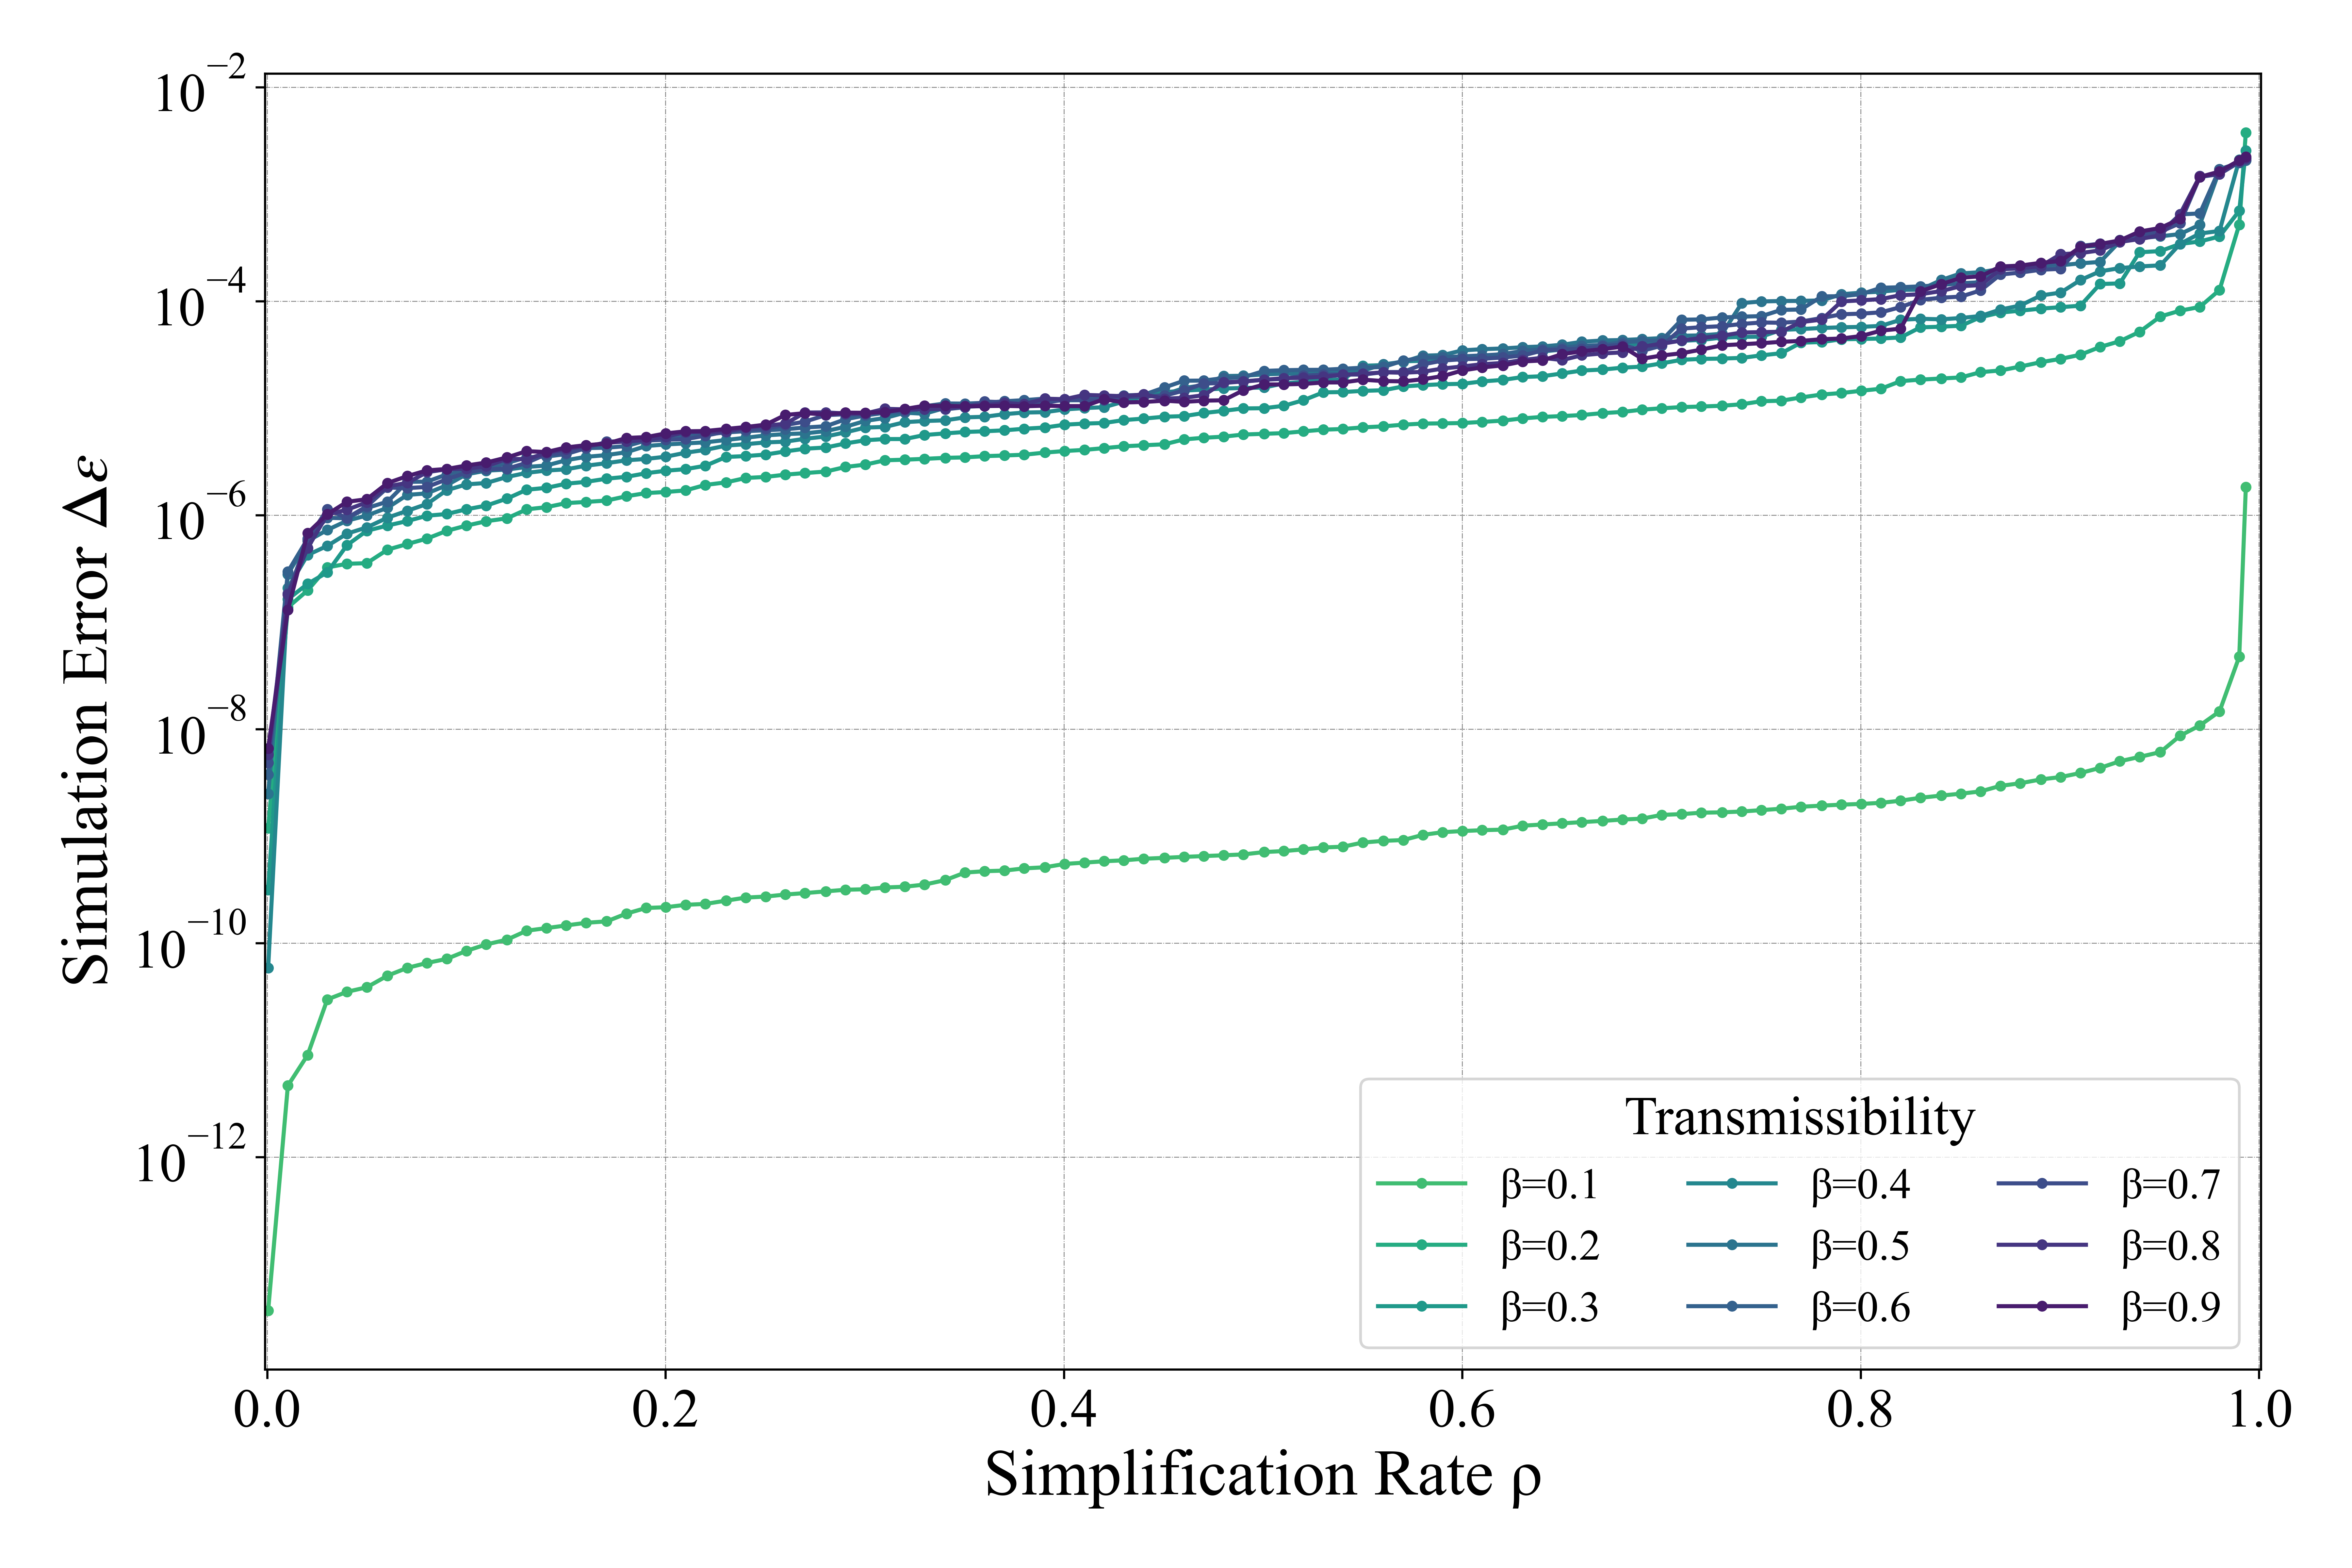 Simulation Error Δε
10⁻²
10⁻⁴
10⁻⁶
10⁻⁸
10⁻¹⁰
10⁻¹²
Transmissibility
β=0.1 β=0.4 β=0.7
β=0.2 β=0.5 β=0.8
β=0.3 β=0.6 β=0.9
0.0 0.2 0.4 0.6 0.8 1.0
Simplification Rate ρ